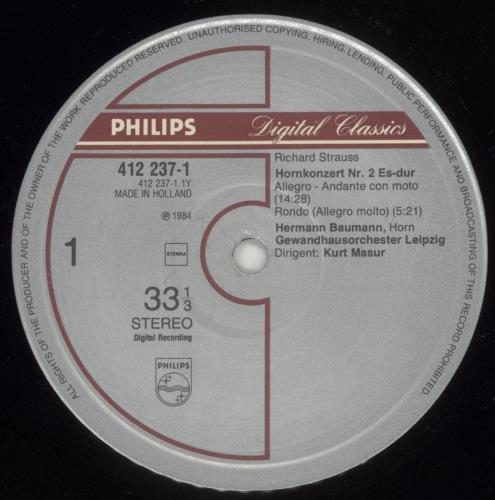 ALL RIGHTS OF THE PRODUCER AND OF THE OWNER OF THE WORK REPRODUCED RESERVED. UNAUTHORISED COPYING, HIRING, LENDING, PUBLIC PERFORMANCE AND BROADCASTING OF THIS RECORD PROHIBITED.
PHILIPS Digital Classics
412 237-1
412 237-1.1Y
MADE IN HOLLAND
℗ 1984
1
STEMRA
33 1/3
STEREO
Digital Recording
PHILIPS
Richard Strauss
Hornkonzert Nr. 2 Es-dur
Allegro - Andante con moto
(14:28)
Rondo (Allegro molto) (5:21)
Hermann Baumann, Horn
Gewandhausorchester Leipzig
Dirigent: Kurt Masur